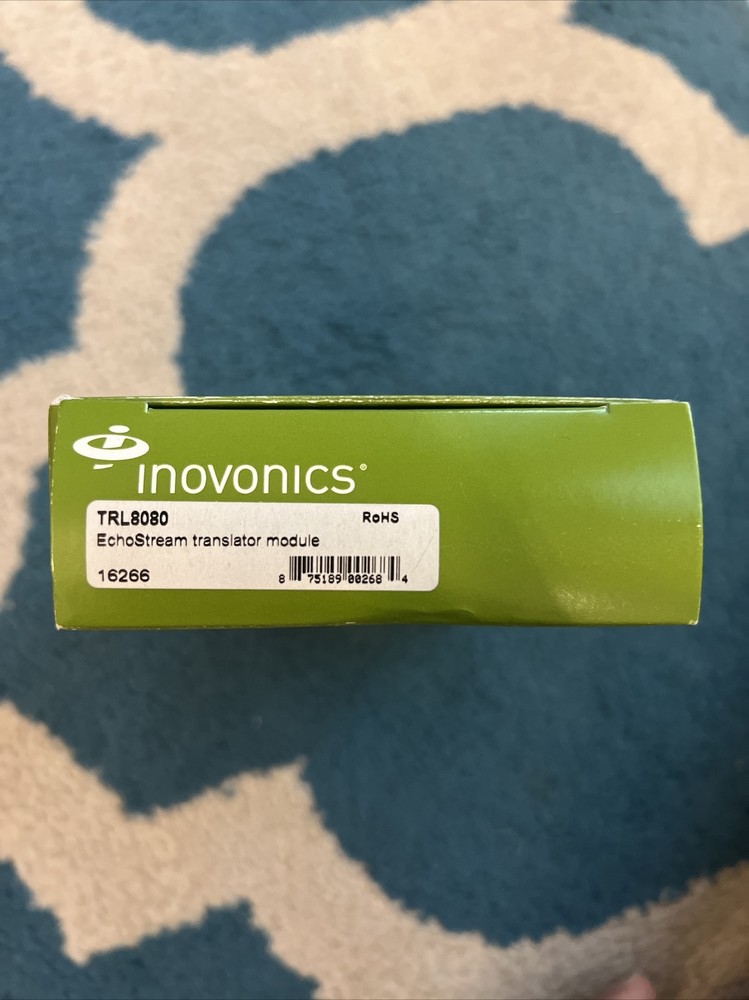 inovonics®
TRL8080 RoHS
EchoStream translator module
16266
8 75189 00268 4